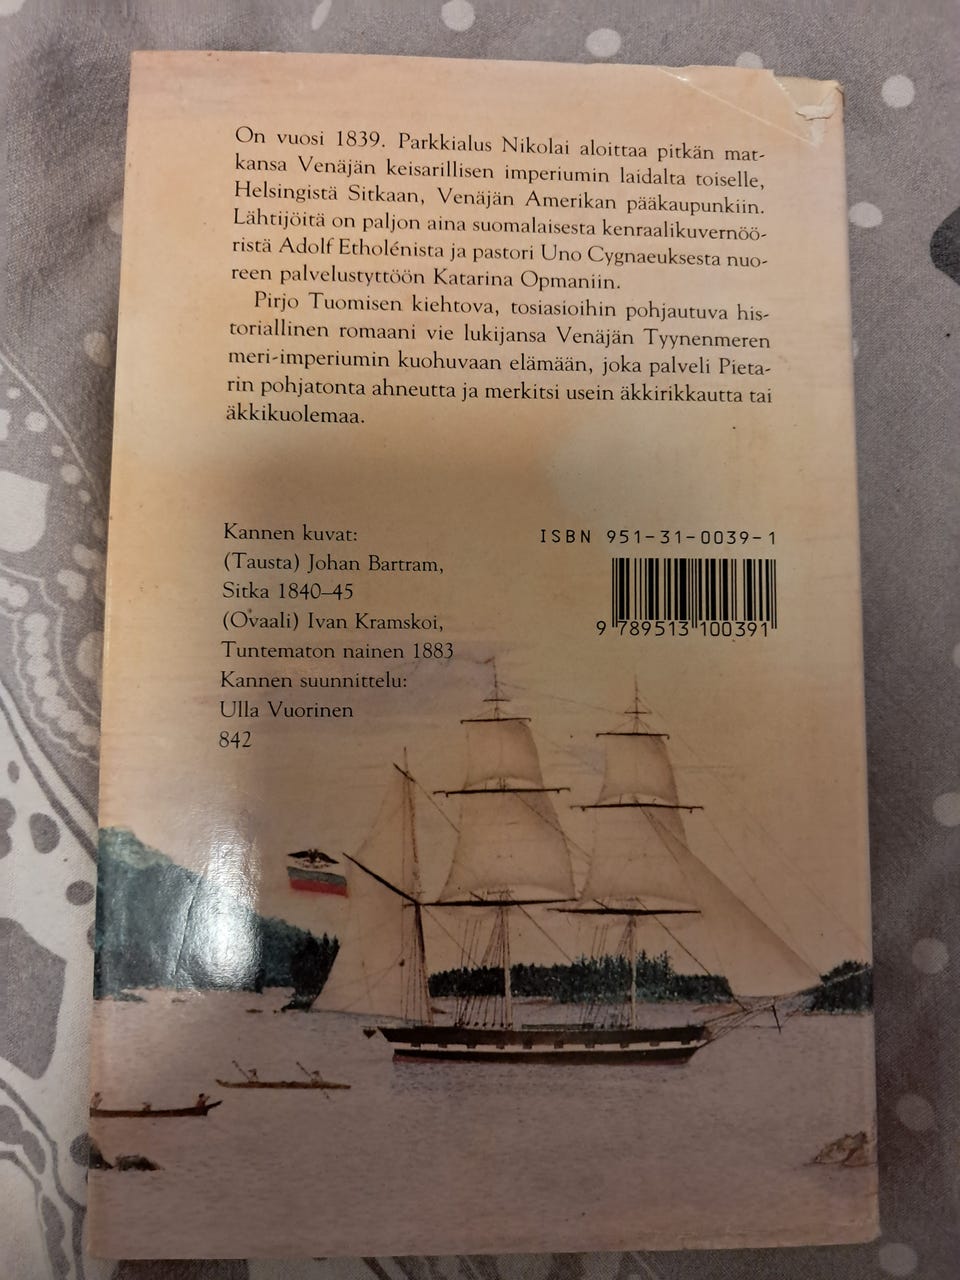 On vuosi 1839. Parkkialus Nikolai aloittaa pitkän mat-
kansa Venäjän keisarillisen imperiumin laidalta toiselle,
Helsingistä Sitkaan, Venäjän Amerikan pääkaupunkiin.
Lähtijöitä on paljon aina suomalaisesta kenraalikuvernöö-
ristä Adolf Etholénista ja pastori Uno Cygnaeuksesta nuo-
reen palvelustyttöön Katarina Opmaniin.
Pirjo Tuomisen kiehtova, tosiasioihin pohjautuva his-
toriallinen romaani vie lukijansa Venäjän Tyynenmeren
meri-imperiumin kuohuvaan elämään, joka palveli Pieta-
rin pohjatonta ahneutta ja merkitsi usein äkkirikkautta tai
äkkikuolemaa.
Kannen kuvat:
(Tausta) Johan Bartram,
Sitka 1840–45
(Ovaali) Ivan Kramskoi,
Tuntematon nainen 1883
Kannen suunnittelu:
Ulla Vuorinen
842
ISBN 951-31-0039-1
9 789513 100391